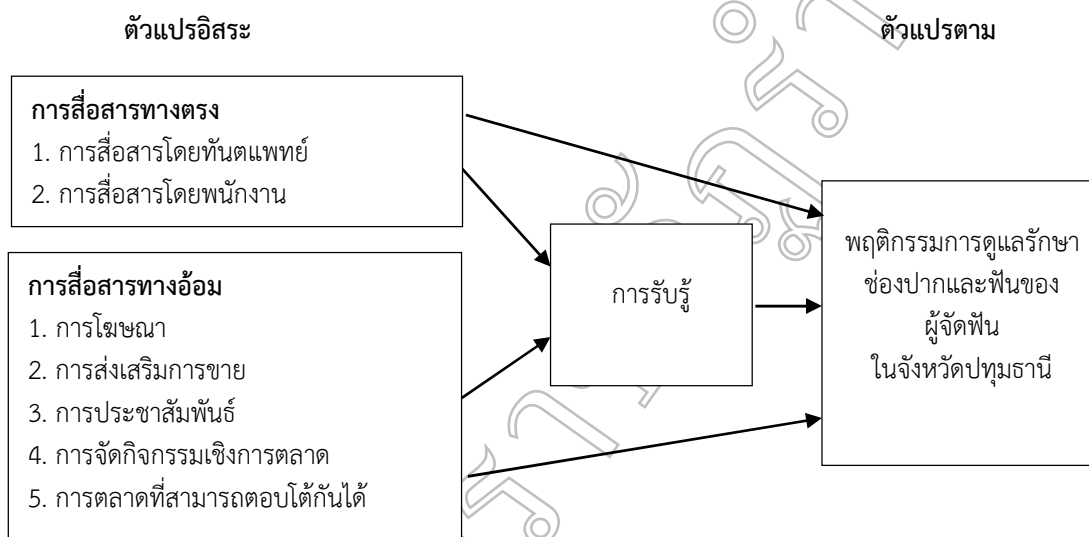 ตัวแปรอิสระ
ตัวแปรตาม
การสื่อสารทางตรง
1. การสื่อสารโดยทันตแพทย์
2. การสื่อสารโดยพนักงาน
การสื่อสารทางอ้อม
1. การโฆษณา
2. การส่งเสริมการขาย
3. การประชาสัมพันธ์
4. การจัดกิจกรรมเชิงการตลาด
5. การตลาดที่สามารถตอบโต้กันได้
การรับรู้
พฤติกรรมการดูแลรักษา
ช่องปากและฟันของ
ผู้จัดฟัน
ในจังหวัดปทุมธานี